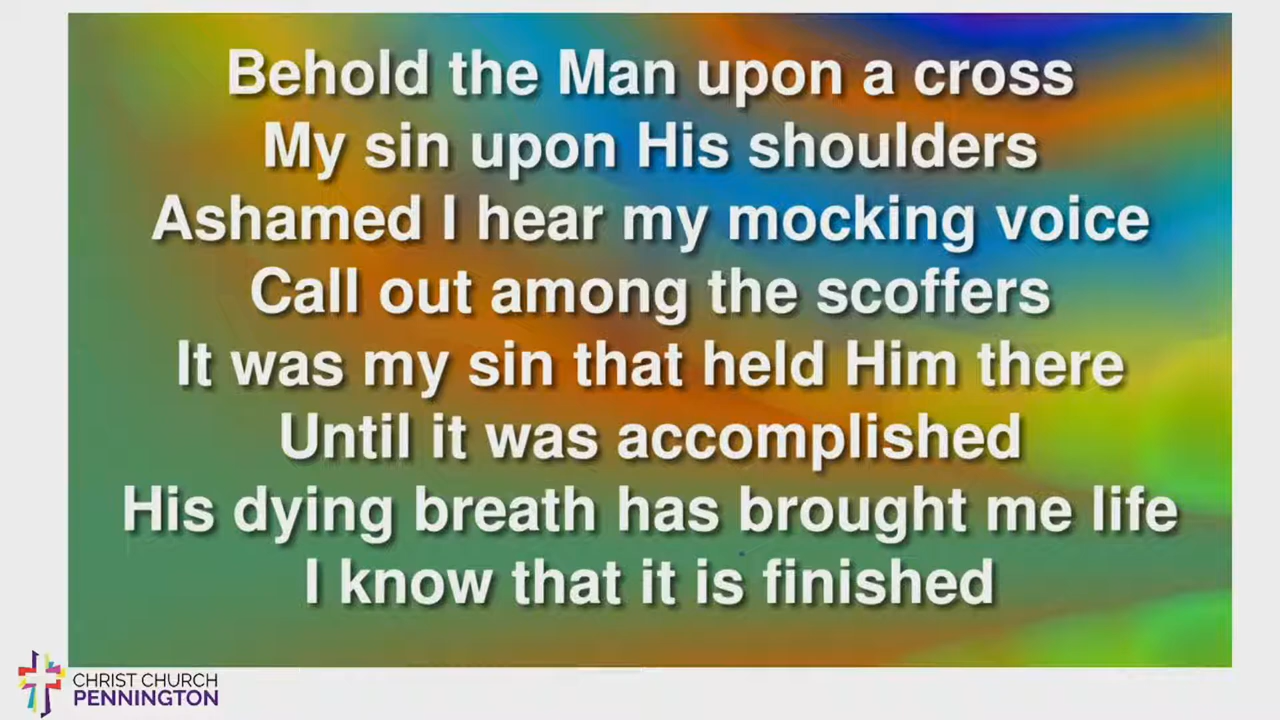 Behold the Man upon a cross
My sin upon His shoulders
Ashamed I hear my mocking voice
Call out among the scoffers
It was my sin that held Him there
Until it was accomplished
His dying breath has brought me life
I know that it is finished
CHRIST CHURCH
PENNINGTON